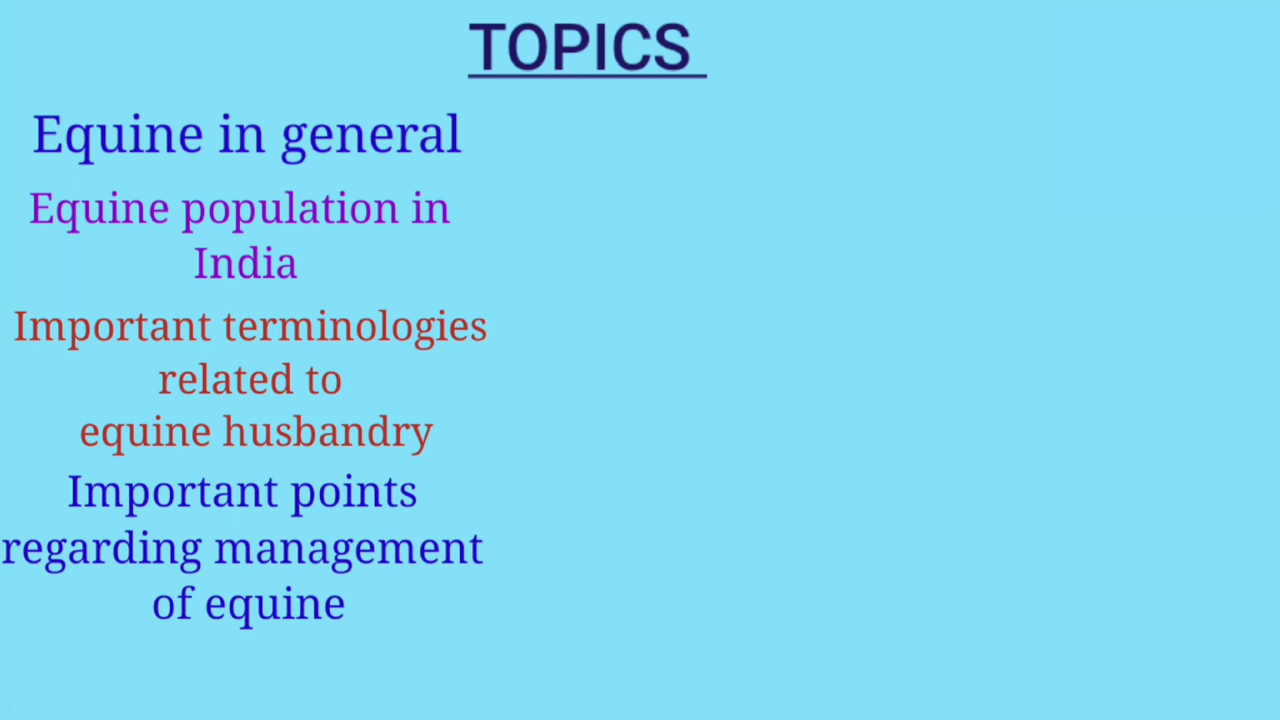 TOPICS
Equine in general
Equine population in
India
Important terminologies
related to
equine husbandry
Important points
regarding management
of equine